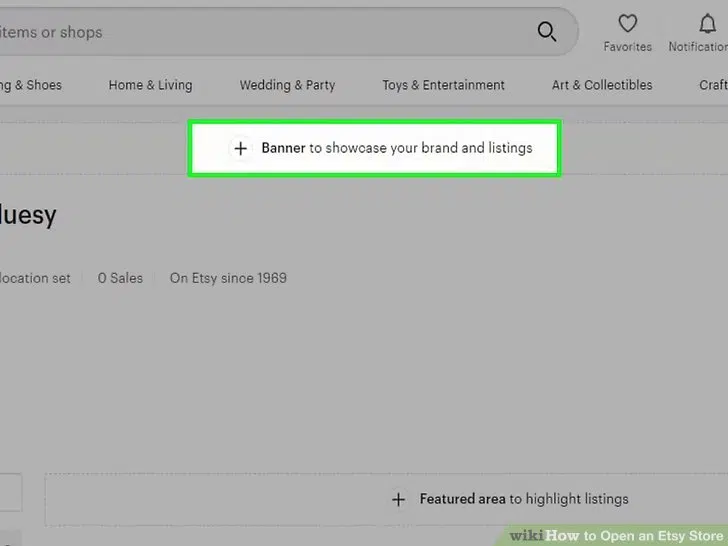 items or shops
Favorites
Notification
ng & Shoes
Home & Living
Wedding & Party
Toys & Entertainment
Art & Collectibles
Craft
+ Banner to showcase your brand and listings
luesy
location set
0 Sales
On Etsy since 1969
+ Featured area to highlight listings
wikiHow to Open an Etsy Store